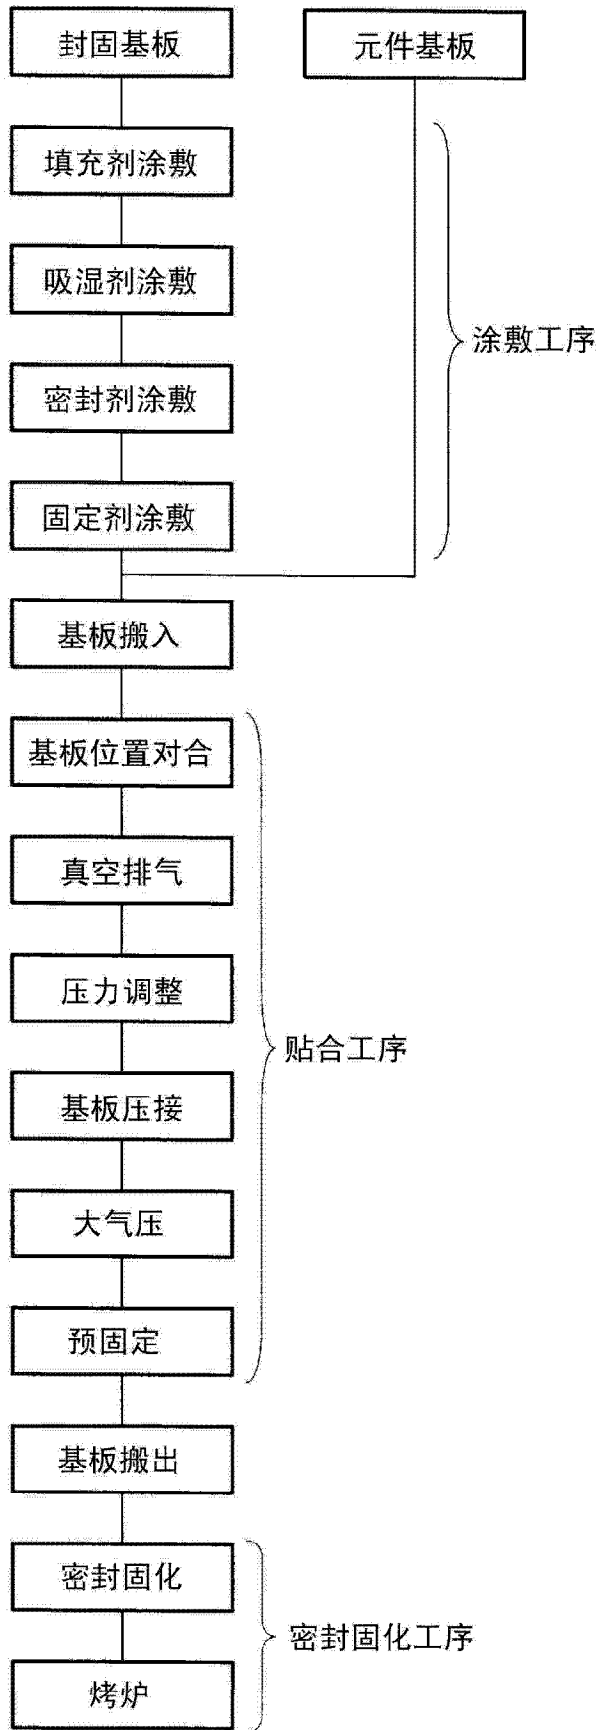 封固基板
元件基板
填充剂涂敷
吸湿剂涂敷
密封剂涂敷
固定剂涂敷
涂敷工序
基板搬入
基板位置对合
真空排气
压力调整
基板压接
大气压
预固定
贴合工序
基板搬出
密封固化
烤炉
密封固化工序